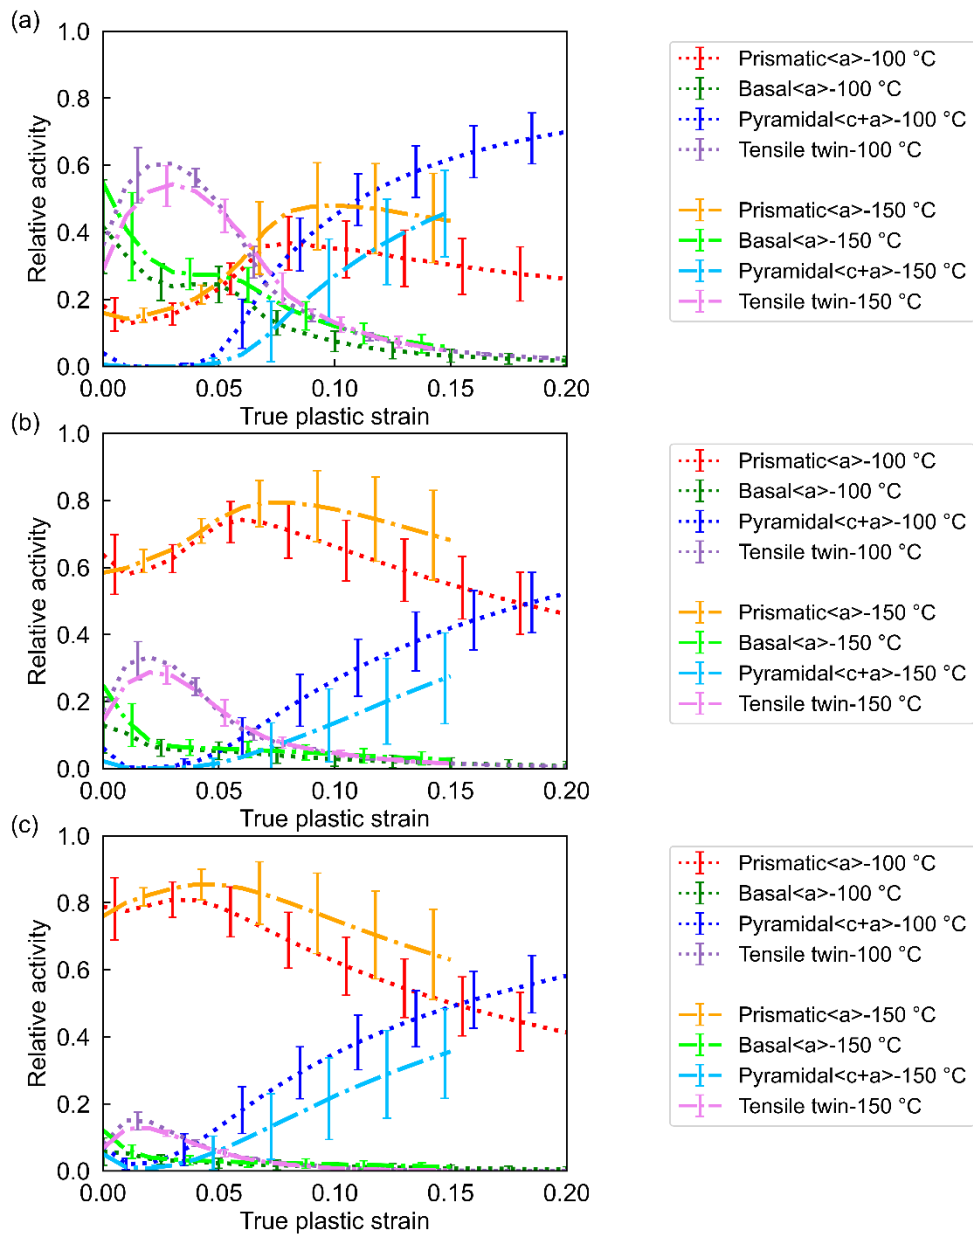 (a)
1.0
0.8
0.6
0.4
0.2
0.0
Relative activity
0.00
0.05
0.10
0.15
0.20
True plastic strain
Prismatic<a>-100 °C
Basal<a>-100 °C
Pyramidal<c+a>-100 °C
Tensile twin-100 °C
Prismatic<a>-150 °C
Basal<a>-150 °C
Pyramidal<c+a>-150 °C
Tensile twin-150 °C
(b)
1.0
0.8
0.6
0.4
0.2
0.0
Relative activity
0.00
0.05
0.10
0.15
0.20
True plastic strain
Prismatic<a>-100 °C
Basal<a>-100 °C
Pyramidal<c+a>-100 °C
Tensile twin-100 °C
Prismatic<a>-150 °C
Basal<a>-150 °C
Pyramidal<c+a>-150 °C
Tensile twin-150 °C
(c)
1.0
0.8
0.6
0.4
0.2
0.0
Relative activity
0.00
0.05
0.10
0.15
0.20
True plastic strain
Prismatic<a>-100 °C
Basal<a>-100 °C
Pyramidal<c+a>-100 °C
Tensile twin-100 °C
Prismatic<a>-150 °C
Basal<a>-150 °C
Pyramidal<c+a>-150 °C
Tensile twin-150 °C